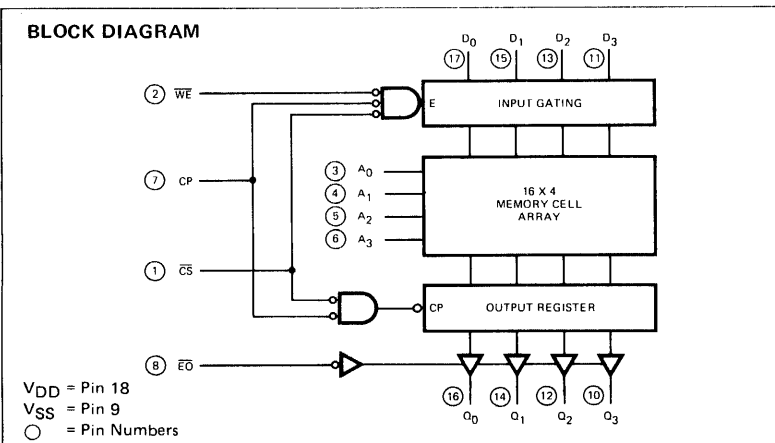 BLOCK DIAGRAM
D0 D1 D2 D3
17 15 13 11
2 WE
E INPUT GATING
7 CP
3 A0
4 A1
5 A2
6 A3
16 X 4
MEMORY CELL
ARRAY
1 CS
CP OUTPUT REGISTER
8 EO
16 14 12 10
Q0 Q1 Q2 Q3
VDD = Pin 18
VSS = Pin 9
= Pin Numbers